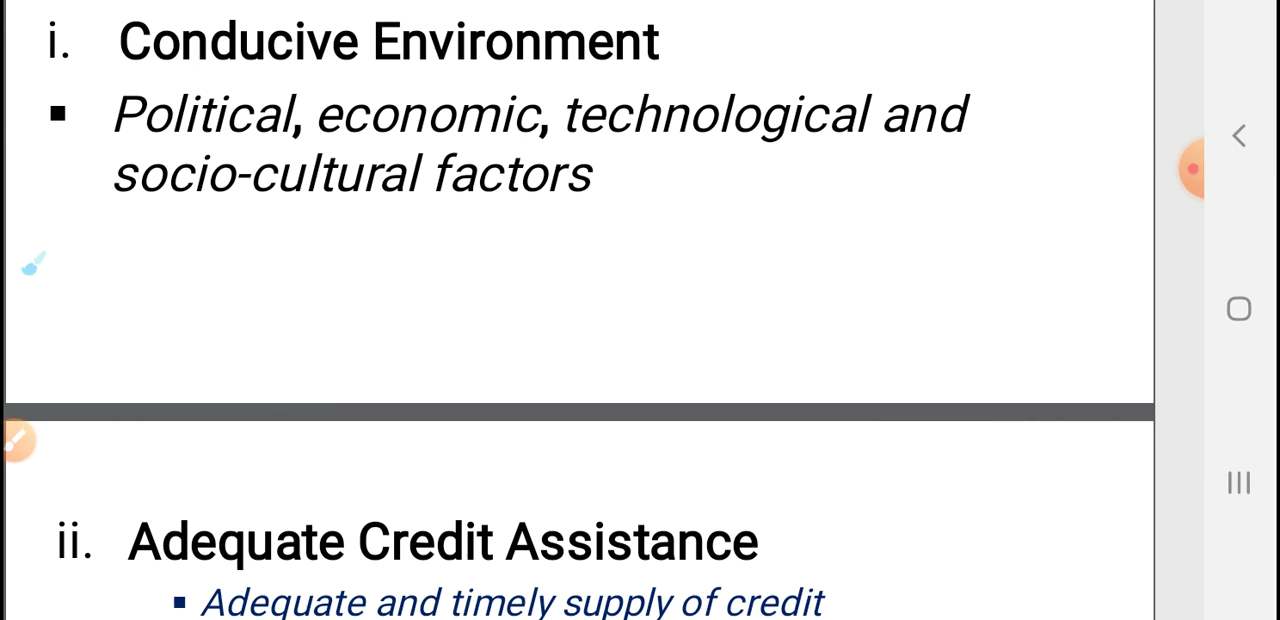 i. Conducive Environment
▪ Political, economic, technological and
socio-cultural factors
ii. Adequate Credit Assistance
▪ Adequate and timely supply of credit